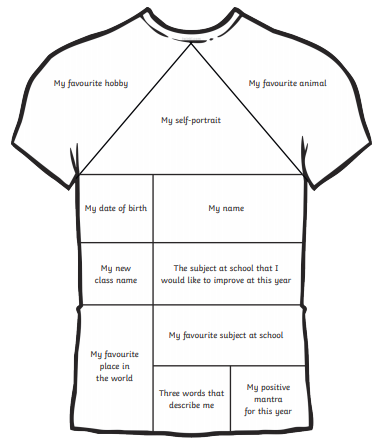 My favourite hobby
My favourite animal
My self-portrait
My date of birth
My name
My new
class name
The subject at school that I
would like to improve at this year
My favourite
place in
the world
My favourite subject at school
Three words that
describe me
My positive
mantra
for this year